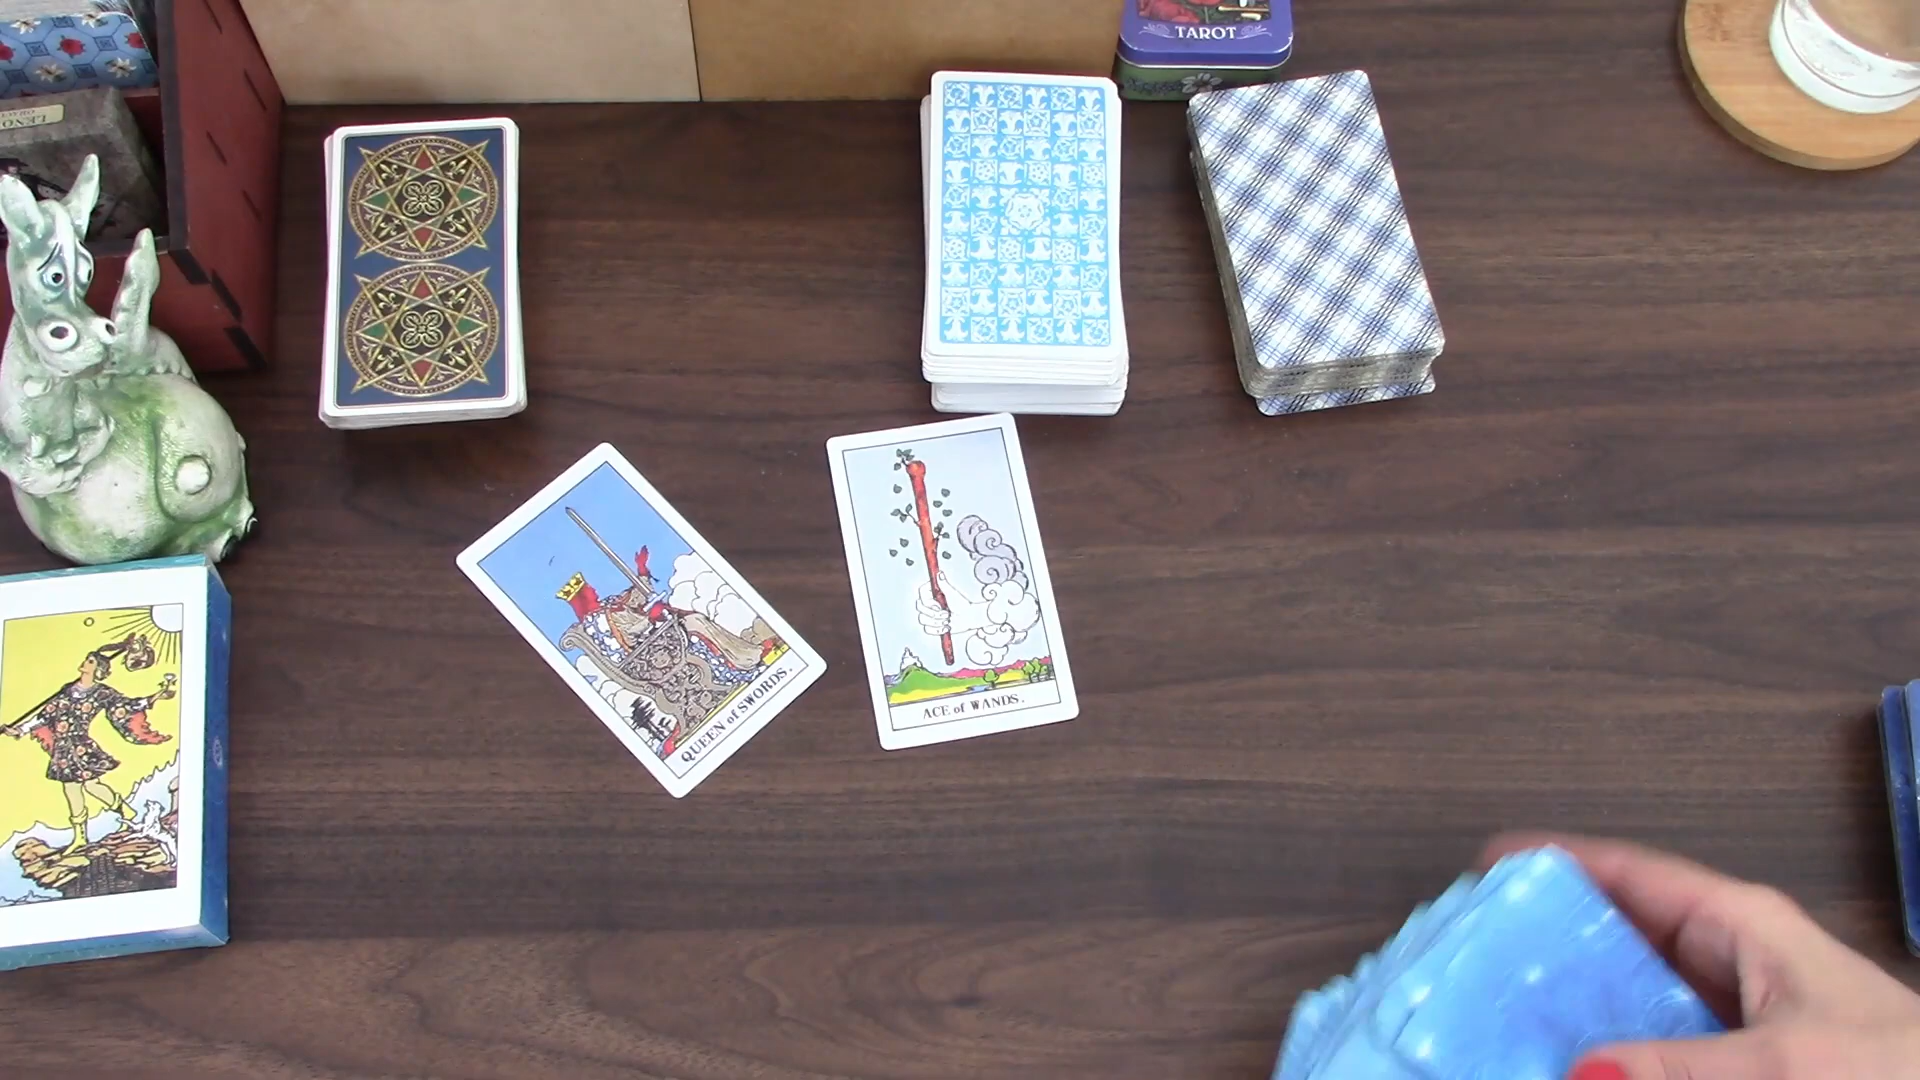 TAROT
QUEEN of SWORDS.
ACE of WANDS.